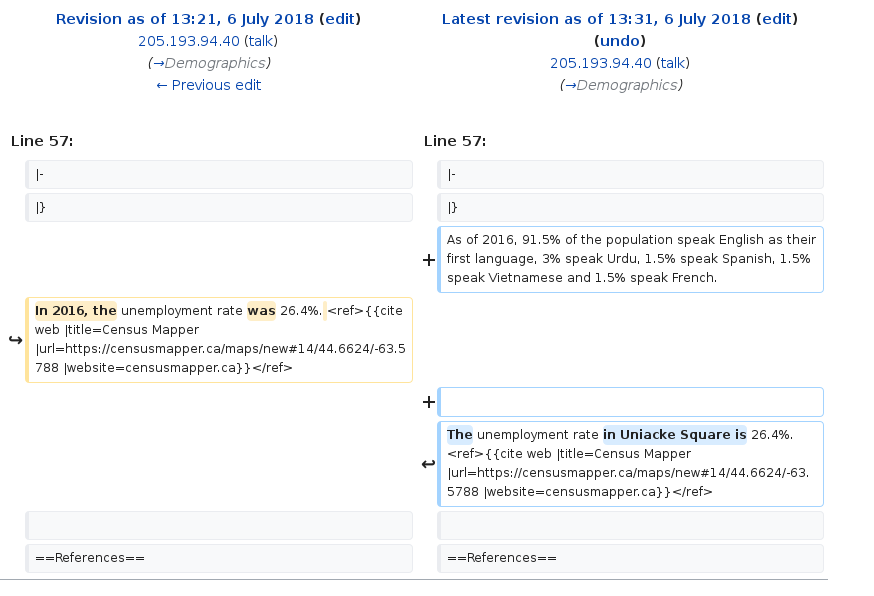 Revision as of 13:21, 6 July 2018 (edit)
205.193.94.40 (talk)
(→Demographics)
← Previous edit
Latest revision as of 13:31, 6 July 2018 (edit)
(undo)
205.193.94.40 (talk)
(→Demographics)
Line 57:
Line 57:
|-
|-
|}
|}
+
As of 2016, 91.5% of the population speak English as their
first language, 3% speak Urdu, 1.5% speak Spanish, 1.5%
speak Vietnamese and 1.5% speak French.
In 2016, the unemployment rate was 26.4%. <ref>{{cite
web |title=Census Mapper
|url=https://censusmapper.ca/maps/new#14/44.6624/-63.5
788 |website=censusmapper.ca}}</ref>
+
The unemployment rate in Uniacke Square is 26.4%.
<ref>{{cite web |title=Census Mapper
|url=https://censusmapper.ca/maps/new#14/44.6624/-63.
5788 |website=censusmapper.ca}}</ref>
==References==
==References==